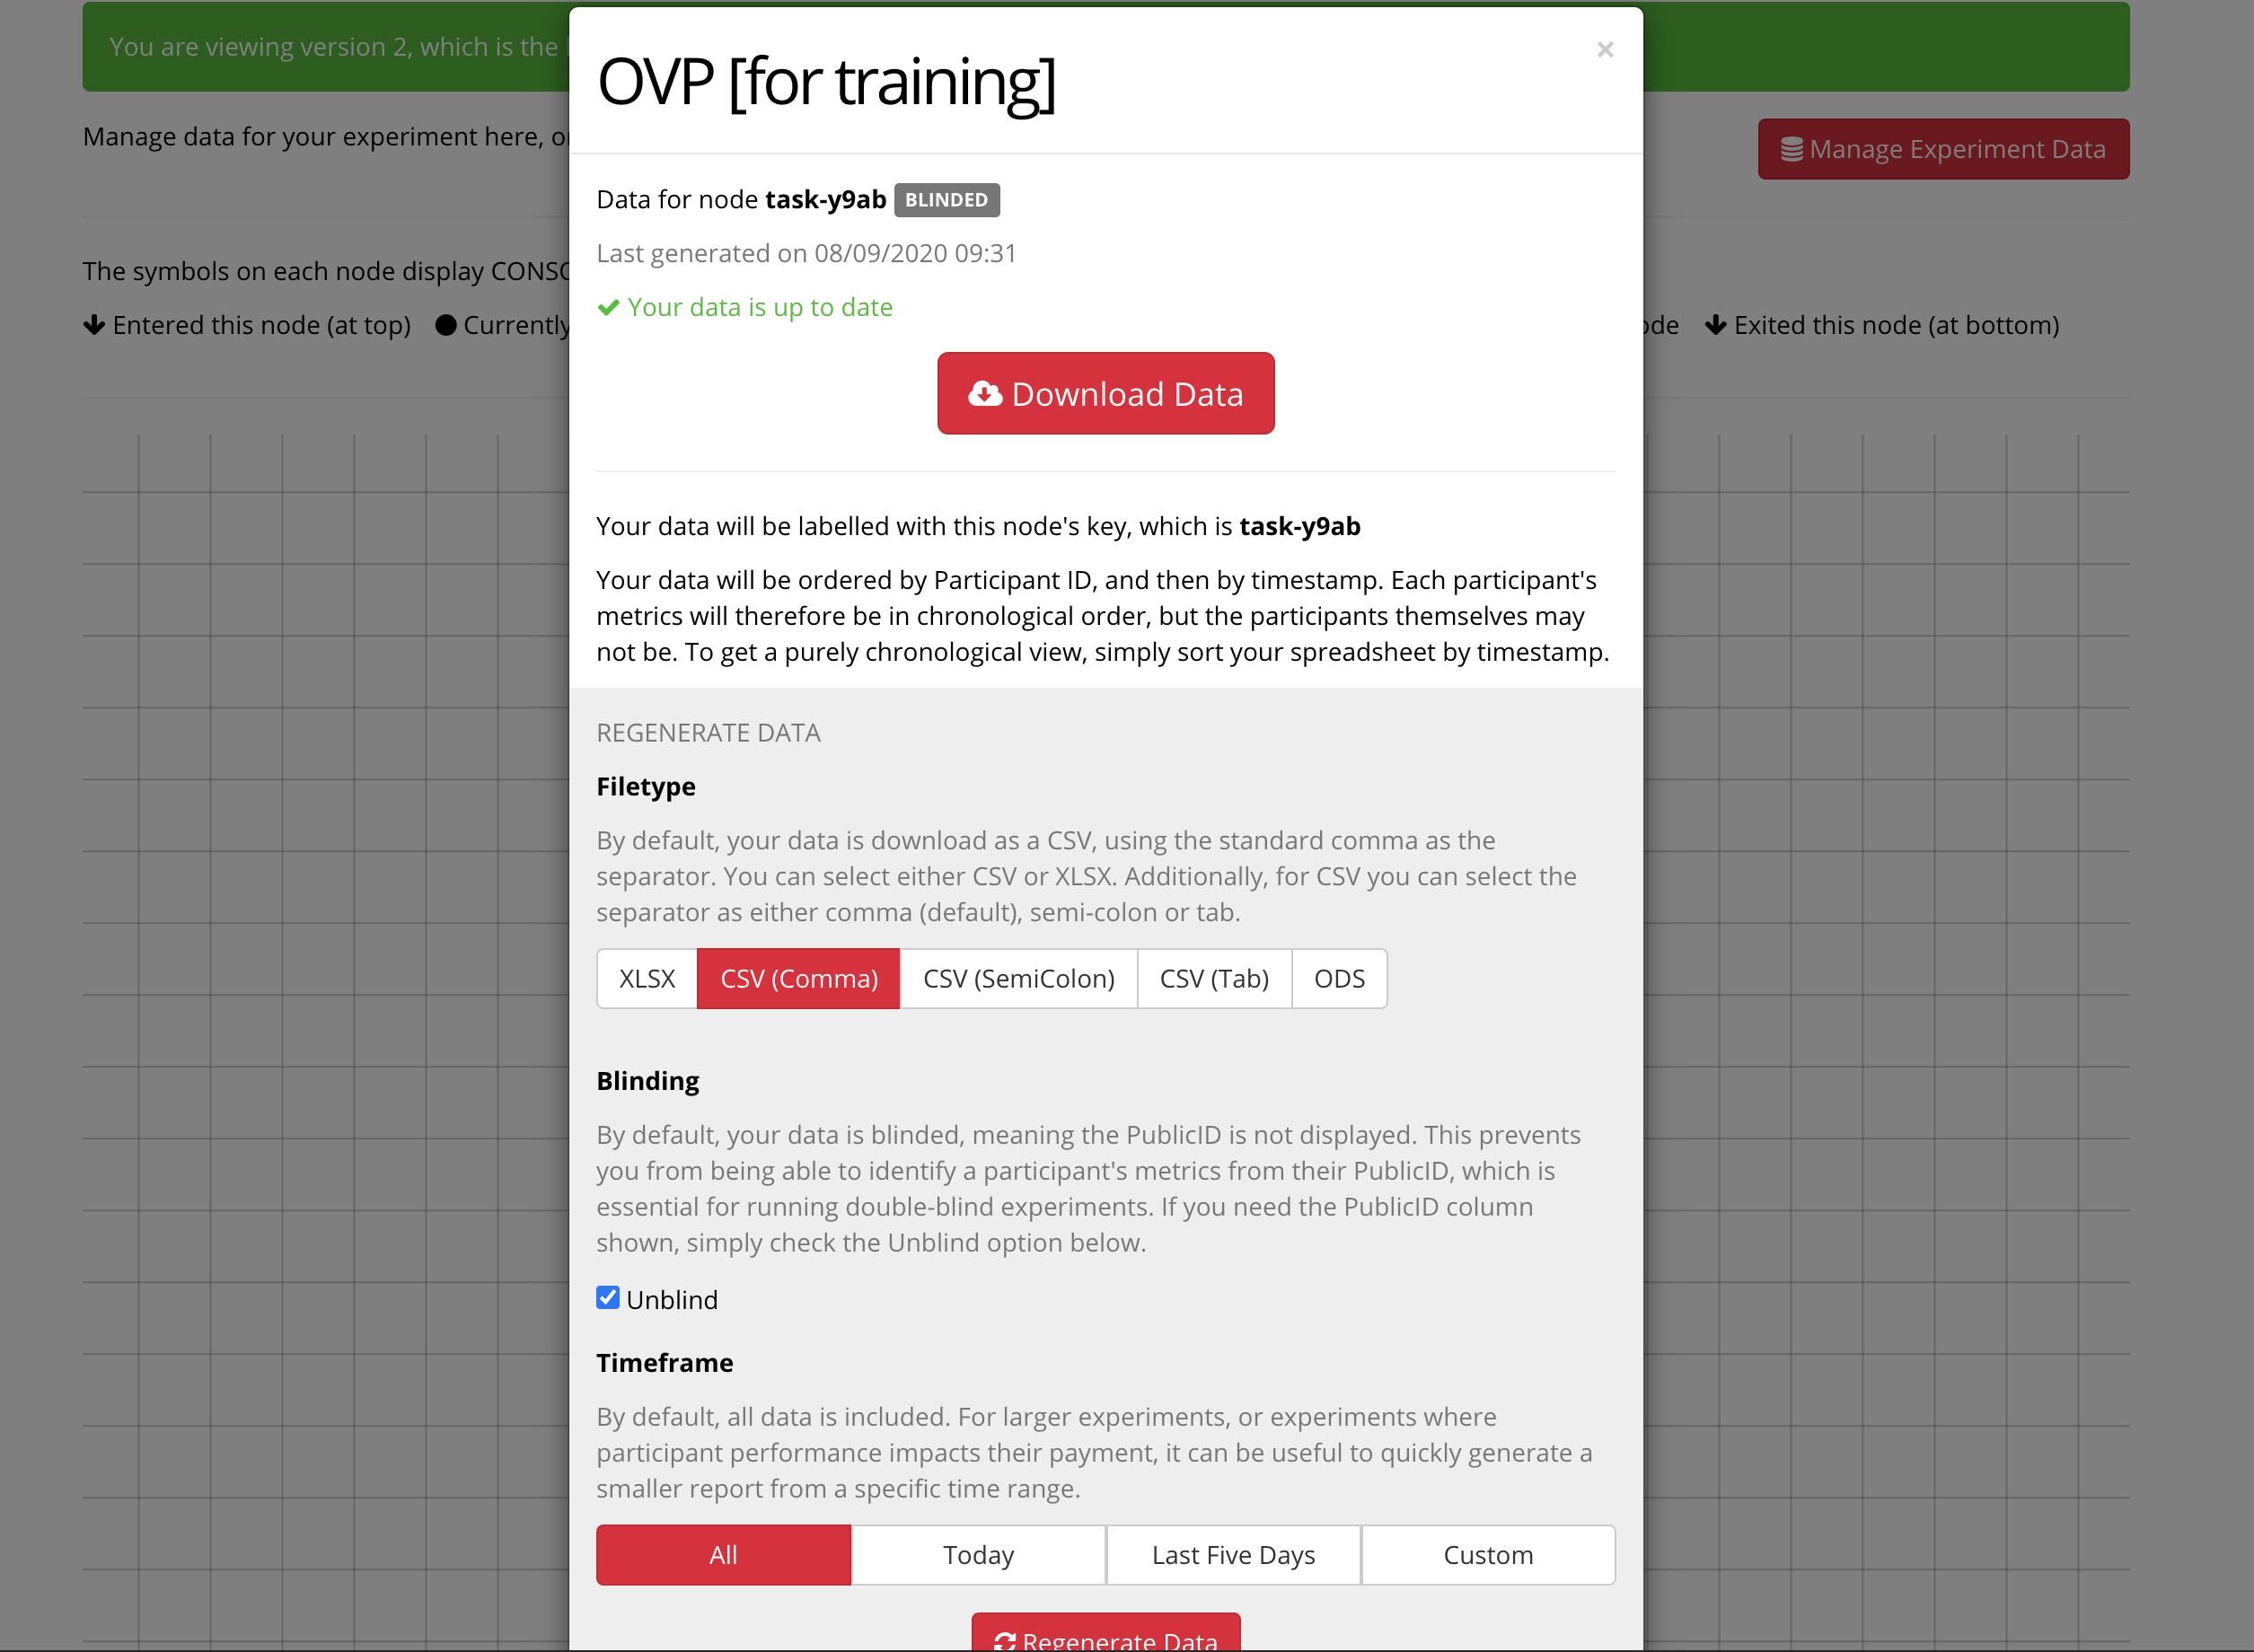 You are viewing version 2, which is the
OVP [for training]
×
Manage data for your experiment here, o
Manage Experiment Data
Data for node task-y9ab BLINDED
Last generated on 08/09/2020 09:31
The symbols on each node display CONSO
Your data is up to date
Entered this node (at top) Currently
ode Exited this node (at bottom)
Download Data
Your data will be labelled with this node's key, which is task-y9ab
Your data will be ordered by Participant ID, and then by timestamp. Each participant's
metrics will therefore be in chronological order, but the participants themselves may
not be. To get a purely chronological view, simply sort your spreadsheet by timestamp.
REGENERATE DATA
Filetype
By default, your data is download as a CSV, using the standard comma as the
separator. You can select either CSV or XLSX. Additionally, for CSV you can select the
separator as either comma (default), semi-colon or tab.
XLSX CSV (Comma) CSV (SemiColon) CSV (Tab) ODS
Blinding
By default, your data is blinded, meaning the PublicID is not displayed. This prevents
you from being able to identify a participant's metrics from their PublicID, which is
essential for running double-blind experiments. If you need the PublicID column
shown, simply check the Unblind option below.
Unblind
Timeframe
By default, all data is included. For larger experiments, or experiments where
participant performance impacts their payment, it can be useful to quickly generate a
smaller report from a specific time range.
All Today Last Five Days Custom
Regenerate Data